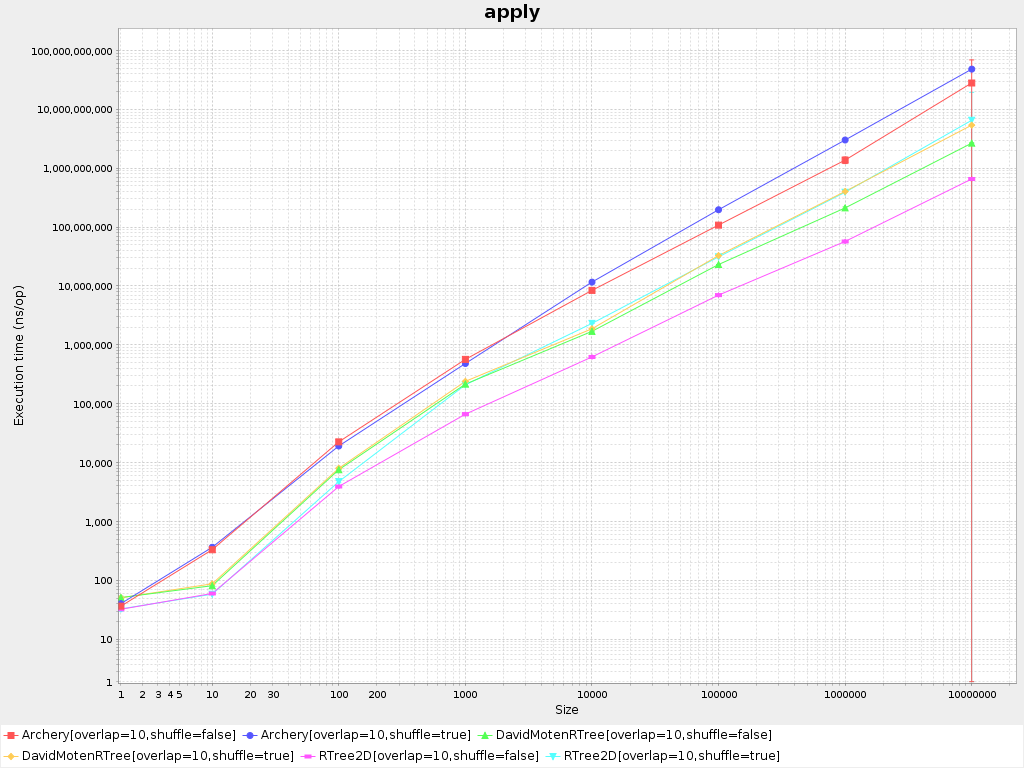 apply
Execution time (ns/op)
100,000,000,000
10,000,000,000
1,000,000,000
100,000,000
10,000,000
1,000,000
100,000
10,000
1,000
100
10
1
1 2 3 4 5 10 20 30 100 200 1000 10000 100000 1000000 10000000
Size
Archery[overlap=10,shuffle=false] Archery[overlap=10,shuffle=true] DavidMotenRTree[overlap=10,shuffle=false]
DavidMotenRTree[overlap=10,shuffle=true] RTree2D[overlap=10,shuffle=false] RTree2D[overlap=10,shuffle=true]